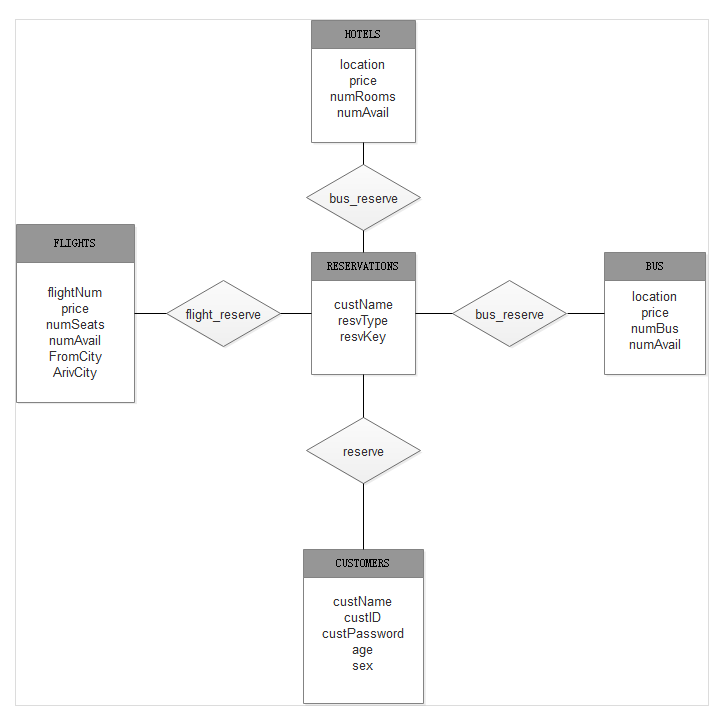 HOTELS
location
price
numRooms
numAvail
bus_reserve
FLIGHTS
flightNum
price
numSeats
numAvail
FromCity
ArivCity
flight_reserve
RESERVATIONS
custName
resvType
resvKey
bus_reserve
BUS
location
price
numBus
numAvail
reserve
CUSTOMERS
custName
custID
custPassword
age
sex